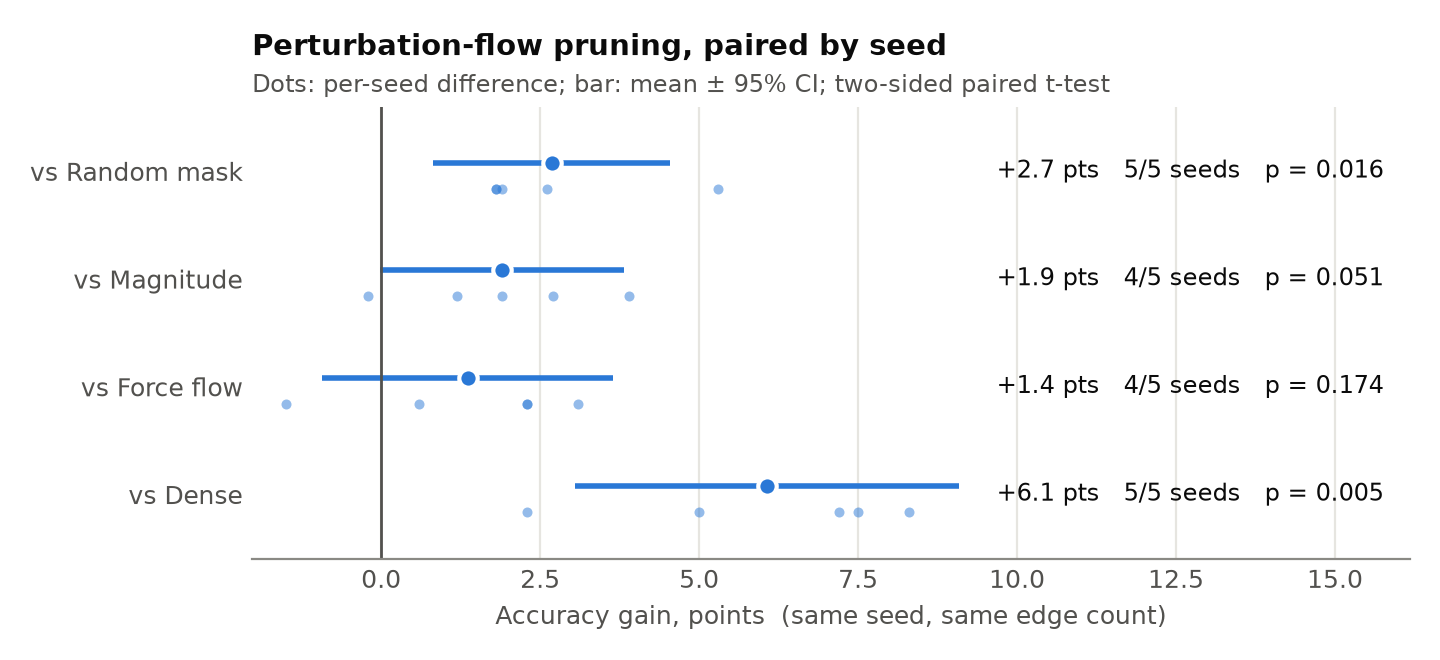 Perturbation-flow pruning, paired by seed
Dots: per-seed difference; bar: mean ± 95% CI; two-sided paired t-test
vs Random mask +2.7 pts 5/5 seeds p = 0.016
vs Magnitude +1.9 pts 4/5 seeds p = 0.051
vs Force flow +1.4 pts 4/5 seeds p = 0.174
vs Dense +6.1 pts 5/5 seeds p = 0.005
0.0 2.5 5.0 7.5 10.0 12.5 15.0
Accuracy gain, points (same seed, same edge count)